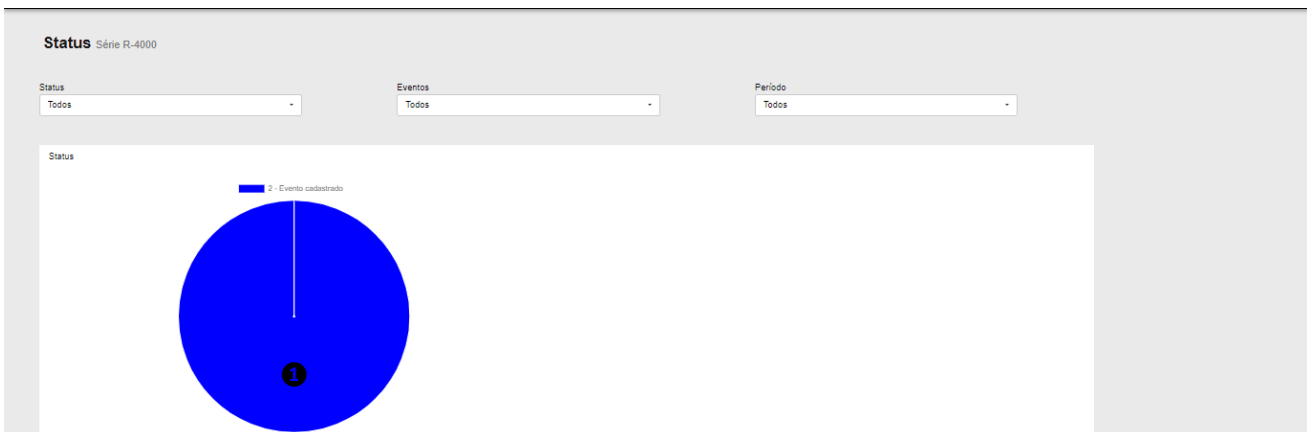 Status Série R-4000
Status Eventos Período
Todos Todos Todos
Status
2 - Evento cadastrado
1